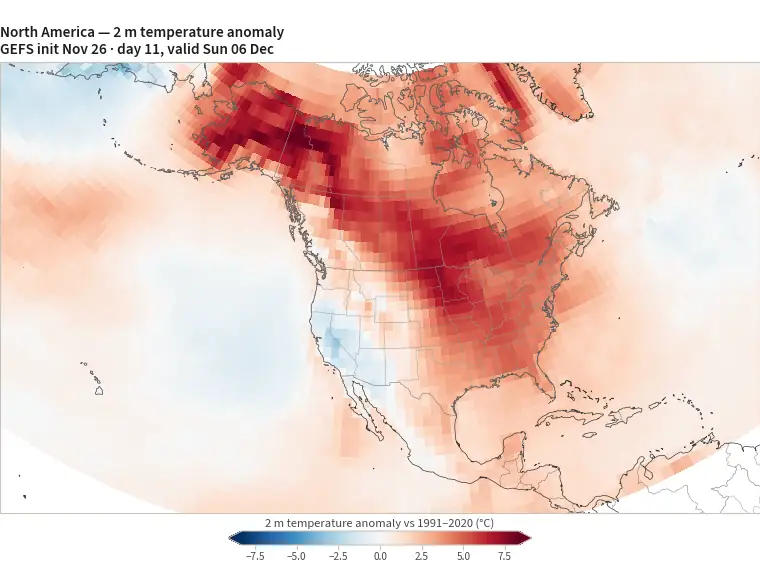 North America — 2 m temperature anomaly
GEFS init Nov 26 · day 11, valid Sun 06 Dec
2 m temperature anomaly vs 1991–2020 (°C)
−7.5 −5.0 −2.5 0.0 2.5 5.0 7.5